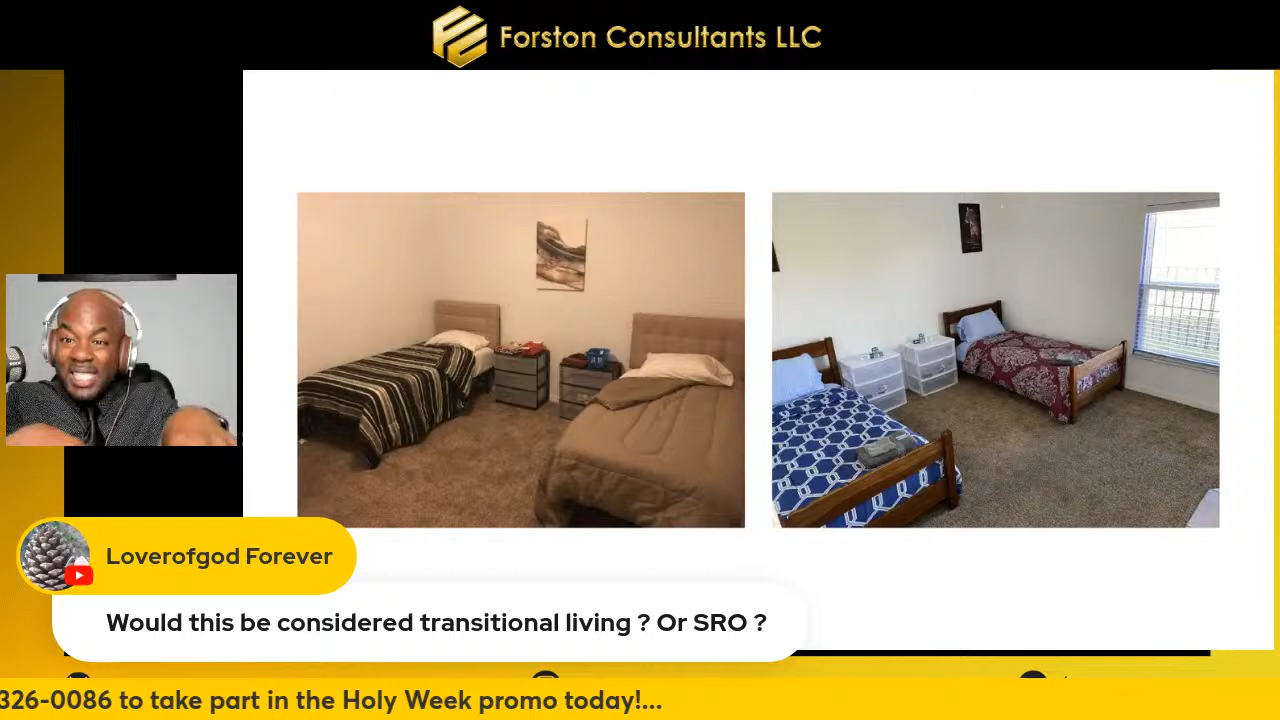 Forston Consultants LLC
Loverofgod Forever
Would this be considered transitional living ? Or SRO ?
326-0086 to take part in the Holy Week promo today!...